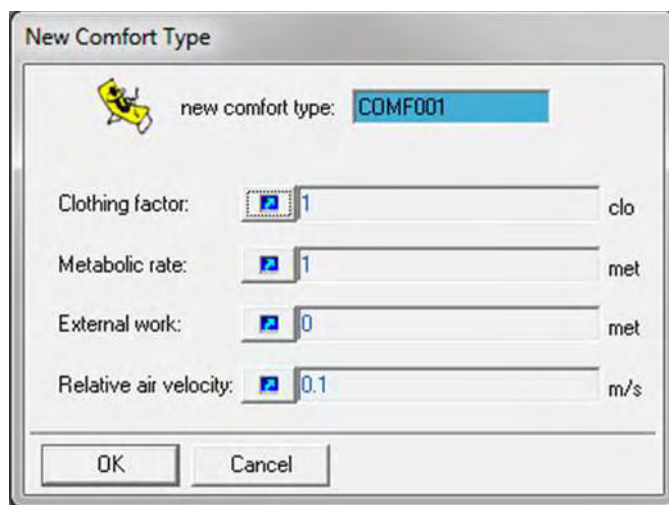 New Comfort Type
new comfort type: COMF001
Clothing factor: 1 clo
Metabolic rate: 1 met
External work: 0 met
Relative air velocity: 0.1 m/s
OK Cancel